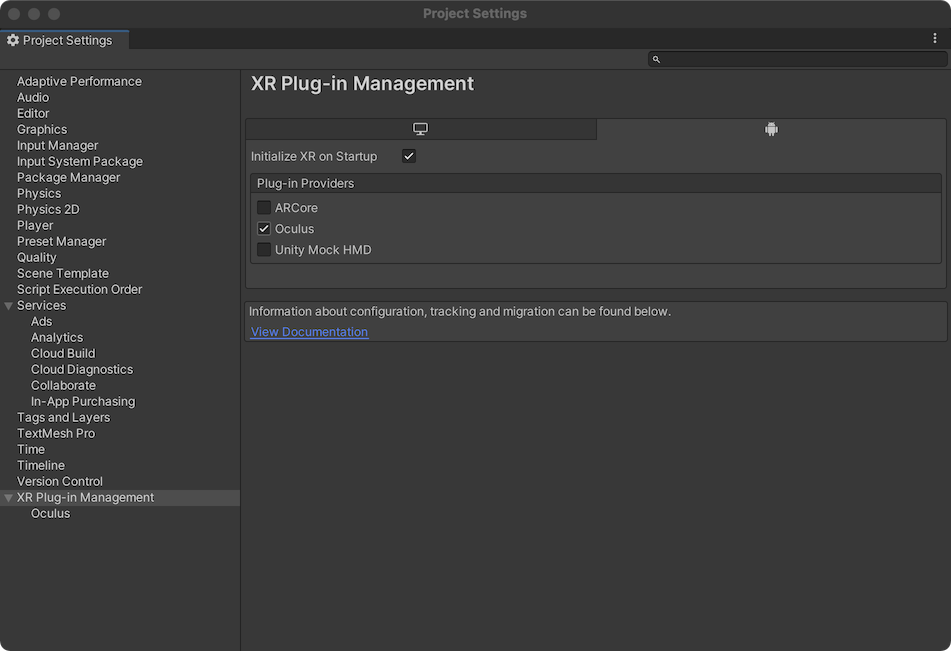 Project Settings
Project Settings
Adaptive Performance
Audio
Editor
Graphics
Input Manager
Input System Package
Package Manager
Physics
Physics 2D
Player
Preset Manager
Quality
Scene Template
Script Execution Order
Services
Ads
Analytics
Cloud Build
Cloud Diagnostics
Collaborate
In-App Purchasing
Tags and Layers
TextMesh Pro
Time
Timeline
Version Control
XR Plug-in Management
Oculus
XR Plug-in Management
Initialize XR on Startup
Plug-in Providers
ARCore
Oculus
Unity Mock HMD
Information about configuration, tracking and migration can be found below.
View Documentation